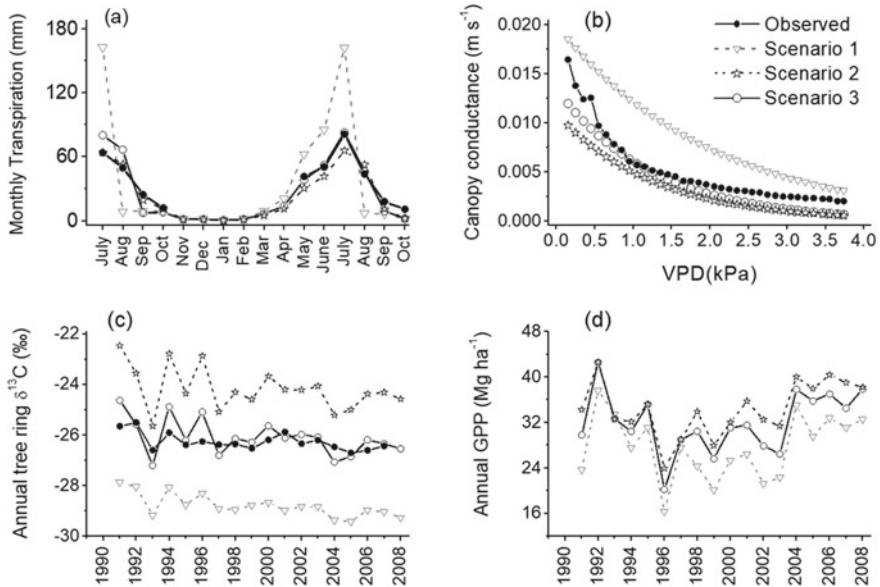 (a)
Monthly Transpiration (mm)
180
120
60
0
July
Aug
Sep
Oct
Nov
Dec
Jan
Feb
Mar
Apr
May
June
July
Aug
Sep
Oct
(b)
Canopy conductance (m s⁻¹)
0.020
0.015
0.010
0.005
0.000
0.0 0.5 1.0 1.5 2.0 2.5 3.0 3.5 4.0
VPD(kPa)
Observed
Scenario 1
Scenario 2
Scenario 3
(c)
Annual tree ring δ¹³C (‰)
-22
-24
-26
-28
-30
1990
1992
1994
1996
1998
2000
2002
2004
2006
2008
(d)
Annual GPP (Mg ha⁻¹)
48
40
32
24
16
1990
1992
1994
1996
1998
2000
2002
2004
2006
2008